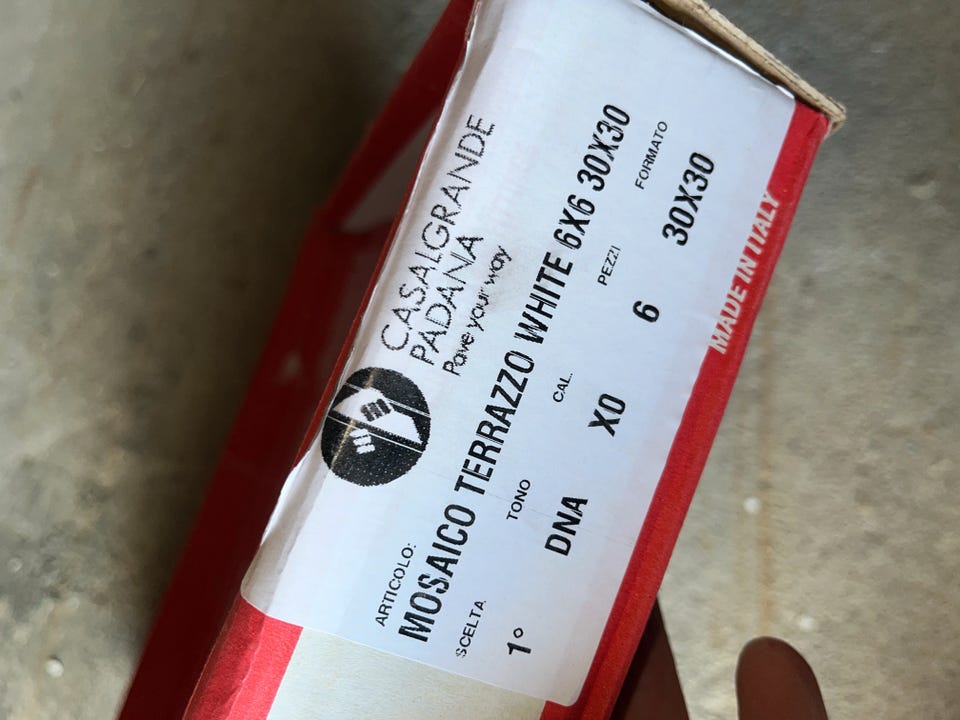 CASALGRANDE
PADANA
Pave your way
ARTICOLO:
MOSAICO TERRAZZO WHITE 6X6 30X30
SCELTA TONO CAL. PEZZI FORMATO
1° DNA X0 6 30X30
MADE IN ITALY